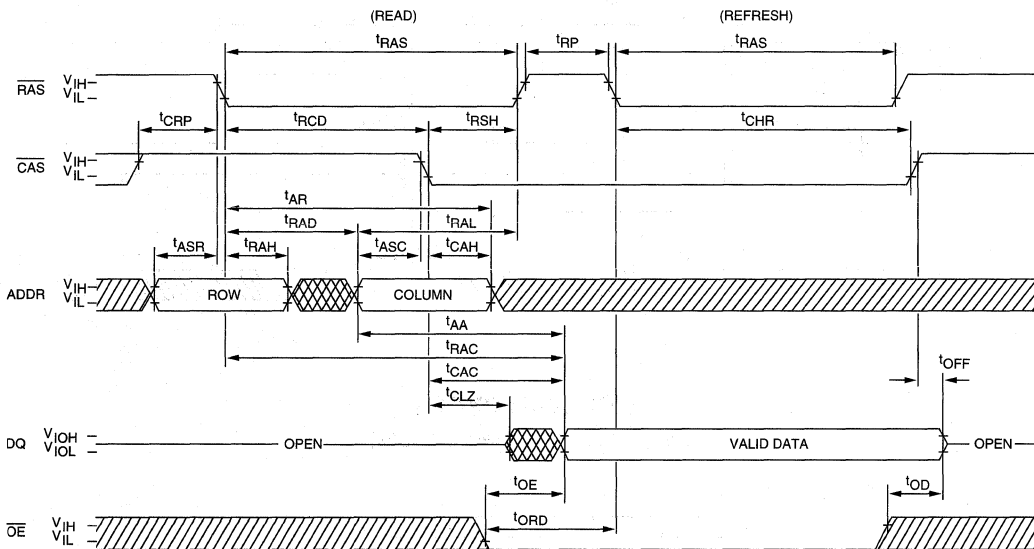 (READ) (REFRESH)
tRAS tRP tRAS
RAS VIH VIL
tCRP tRCD tRSH tCHR
CAS VIH VIL
tAR
tRAD tRAL
tASR tRAH tASC tCAH
ADDR VIH VIL ROW COLUMN
tAA
tRAC
tCAC tOFF
tCLZ
DQ VIOH VIOL OPEN VALID DATA OPEN
tOE tOD
tORD
OE VIH VIL